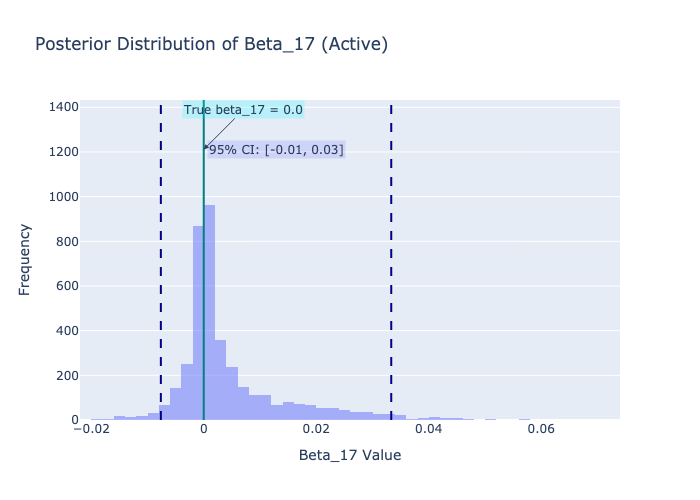 Posterior Distribution of Beta_17 (Active)
1400
True beta_17 = 0.0
1200
95% CI: [-0.01, 0.03]
1000
800
600
400
200
0
Frequency
−0.02
0
0.02
0.04
0.06
Beta_17 Value